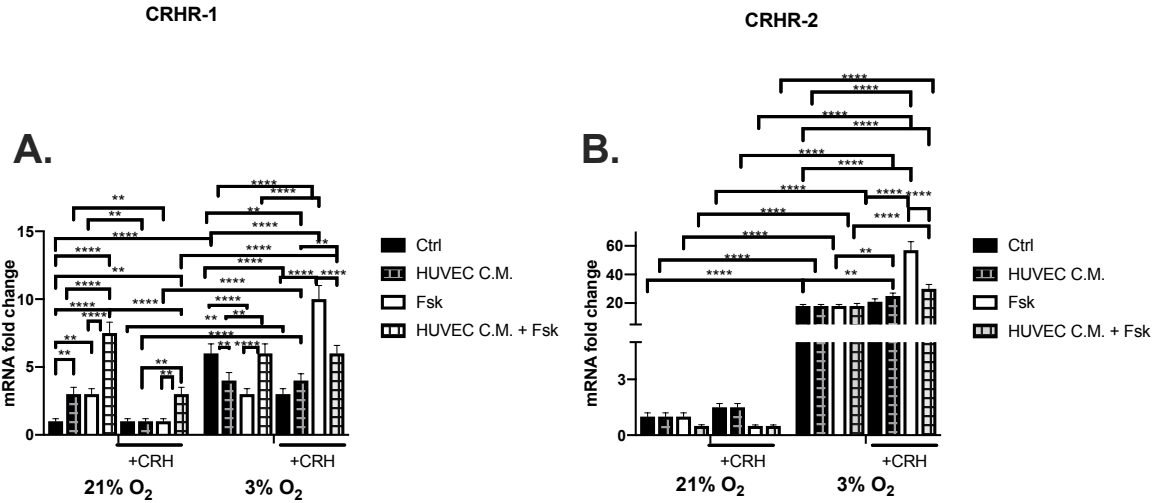 CRHR-1
CRHR-2
A.
B.
mRNA fold change
15
10
5
0
** 
**
****
****
**
****
****
****
****
**
**
****
****
**
****
**
****
****
****
****
****
**
****
**
****
**
****
**
**
****
+CRH
+CRH
21% O₂
3% O₂
Ctrl
HUVEC C.M.
Fsk
HUVEC C.M. + Fsk
mRNA fold change
60
40
20
3
0
****
****
****
****
****
****
****
****
****
****
****
****
**
****
****
**
+CRH
+CRH
21% O₂
3% O₂
Ctrl
HUVEC C.M.
Fsk
HUVEC C.M. + Fsk